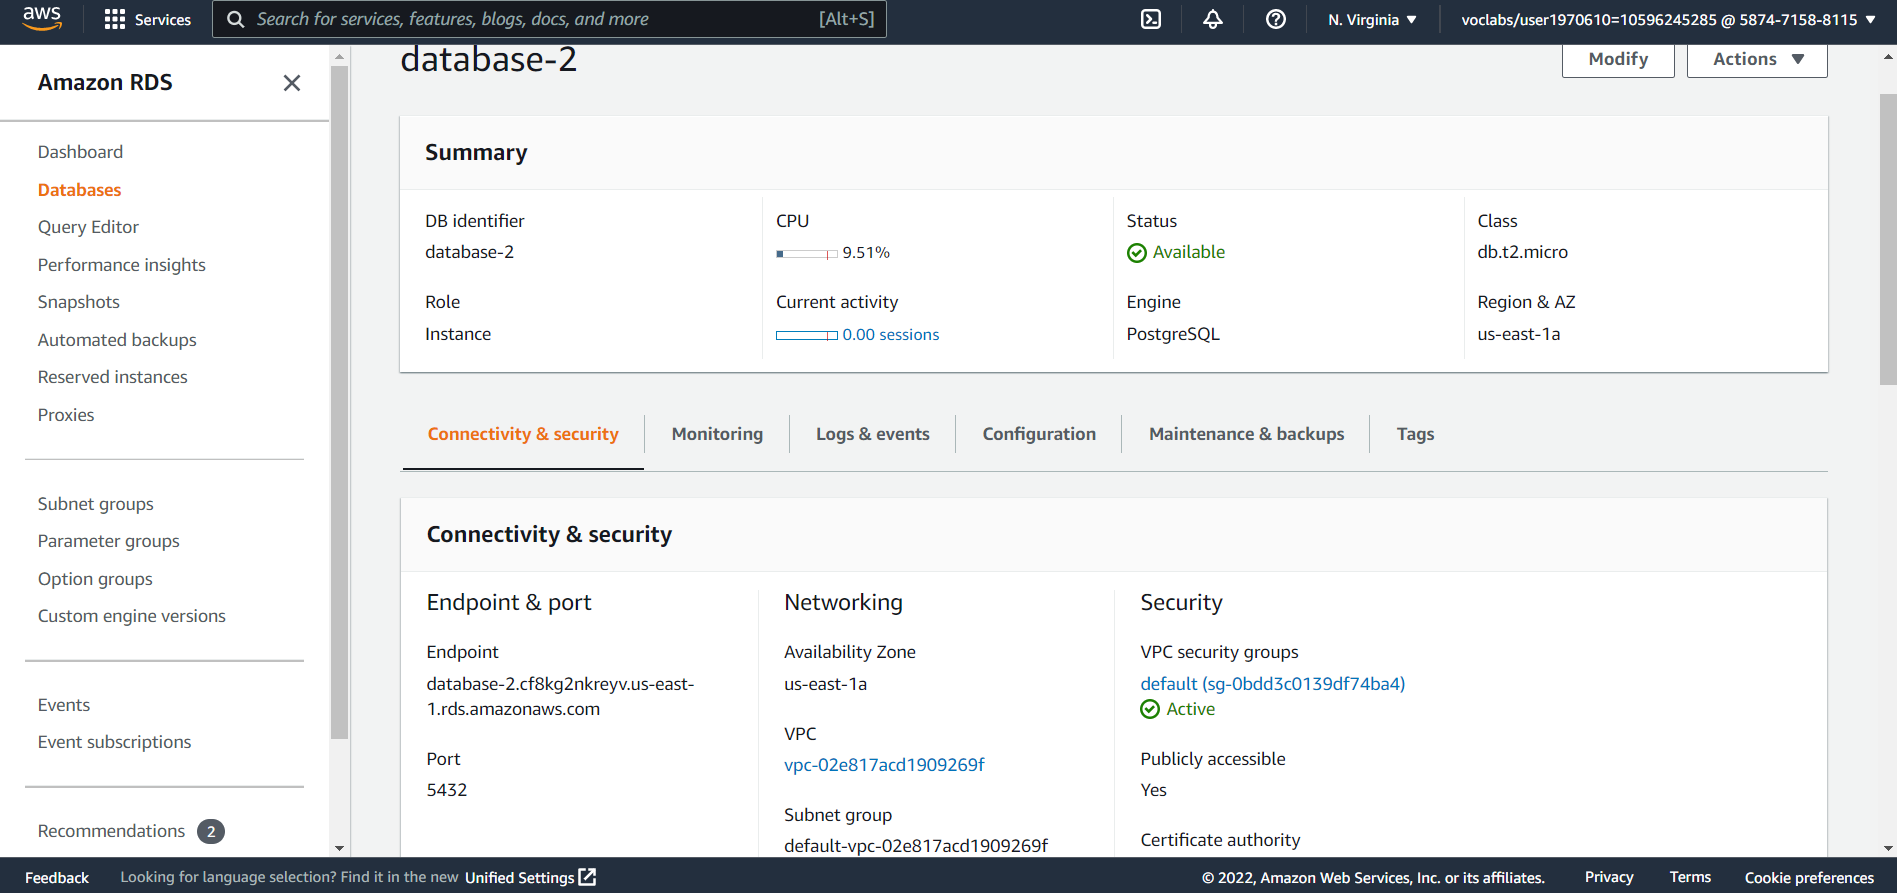 aws
Services
Search for services, features, blogs, docs, and more
[Alt+S]
N. Virginia
voclabs/user1970610=10596245285 @ 5874-7158-8115
Amazon RDS
Dashboard
Databases
Query Editor
Performance insights
Snapshots
Automated backups
Reserved instances
Proxies
Subnet groups
Parameter groups
Option groups
Custom engine versions
Events
Event subscriptions
Recommendations 2
database-2
Modify
Actions
Summary
DB identifier
database-2
CPU
9.51%
Status
Available
Class
db.t2.micro
Role
Instance
Current activity
0.00 sessions
Engine
PostgreSQL
Region & AZ
us-east-1a
Connectivity & security
Monitoring
Logs & events
Configuration
Maintenance & backups
Tags
Connectivity & security
Endpoint & port
Endpoint
database-2.cf8kg2nkreyv.us-east-
1.rds.amazonaws.com
Port
5432
Networking
Availability Zone
us-east-1a
VPC
vpc-02e817acd1909269f
Subnet group
default-vpc-02e817acd1909269f
Security
VPC security groups
default (sg-0bdd3c0139df74ba4)
Active
Publicly accessible
Yes
Certificate authority
Feedback
Looking for language selection? Find it in the new Unified Settings
© 2022, Amazon Web Services, Inc. or its affiliates.
Privacy
Terms
Cookie preferences